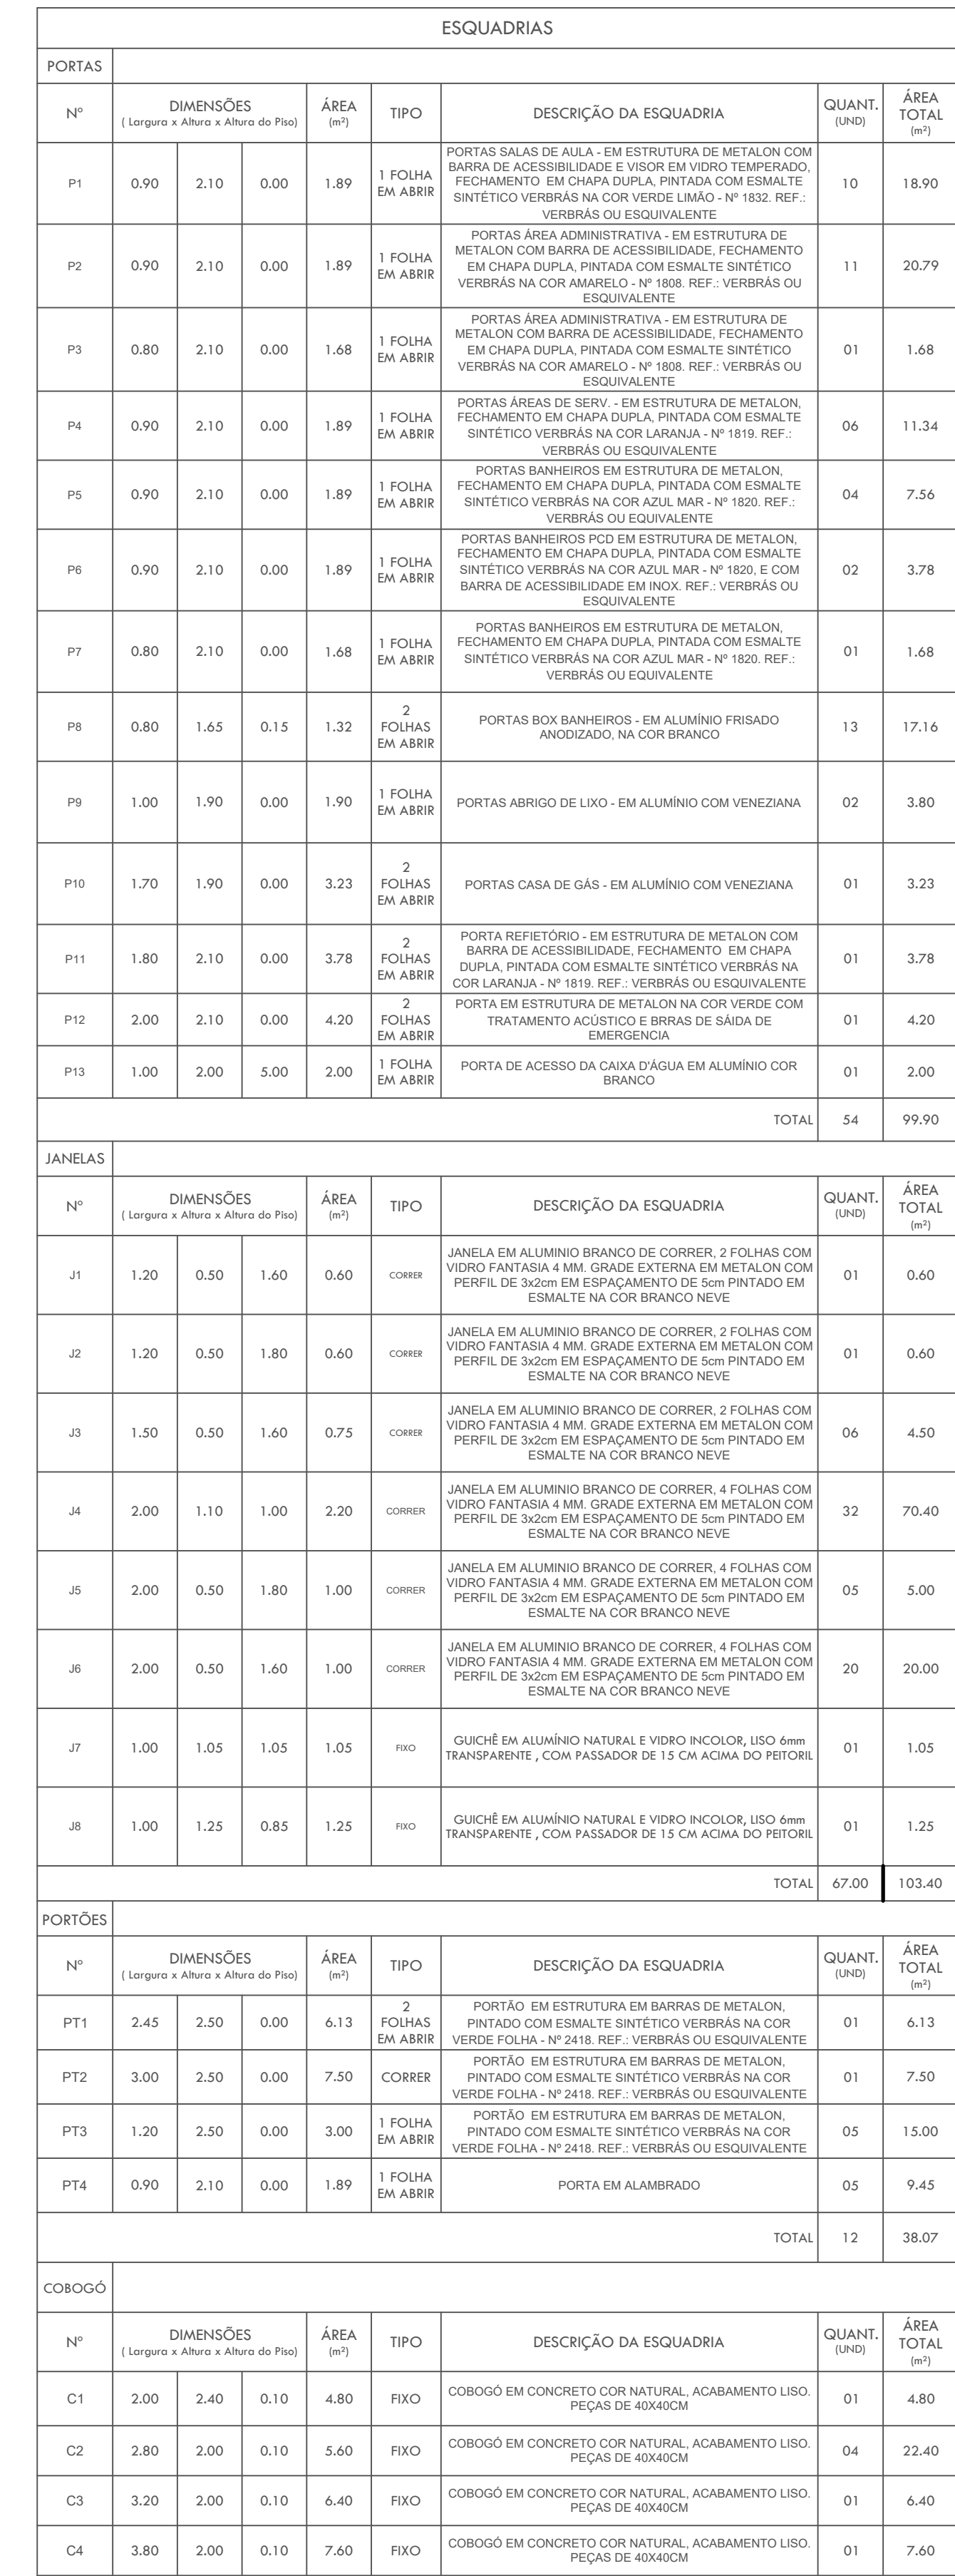 ESQUADRIAS
PORTAS
Nº
DIMENSÕES
( Largura x Altura x Altura do Piso)
ÁREA
(m²)
TIPO
DESCRIÇÃO DA ESQUADRIA
QUANT.
(UND)
ÁREA
TOTAL
(m²)
P1
0.90
2.10
0.00
1.89
1 FOLHA
EM ABRIR
PORTAS SALAS DE AULA - EM ESTRUTURA DE METALON COM
BARRA DE ACESSIBILIDADE E VISOR EM VIDRO TEMPERADO,
FECHAMENTO EM CHAPA DUPLA, PINTADA COM ESMALTE
SINTÉTICO VERBRÁS NA COR VERDE LIMÃO - Nº 1832. REF.:
VERBRÁS OU ESQUIVALENTE
10
18.90
P2
0.90
2.10
0.00
1.89
1 FOLHA
EM ABRIR
PORTAS ÁREA ADMINISTRATIVA - EM ESTRUTURA DE
METALON COM BARRA DE ACESSIBILIDADE, FECHAMENTO
EM CHAPA DUPLA, PINTADA COM ESMALTE SINTÉTICO
VERBRÁS NA COR AMARELO - Nº 1808. REF.: VERBRÁS OU
ESQUIVALENTE
11
20.79
P3
0.80
2.10
0.00
1.68
1 FOLHA
EM ABRIR
PORTAS ÁREA ADMINISTRATIVA - EM ESTRUTURA DE
METALON COM BARRA DE ACESSIBILIDADE, FECHAMENTO
EM CHAPA DUPLA, PINTADA COM ESMALTE SINTÉTICO
VERBRÁS NA COR AMARELO - Nº 1808. REF.: VERBRÁS OU
ESQUIVALENTE
01
1.68
P4
0.90
2.10
0.00
1.89
1 FOLHA
EM ABRIR
PORTAS ÁREAS DE SERV. - EM ESTRUTURA DE METALON,
FECHAMENTO EM CHAPA DUPLA, PINTADA COM ESMALTE
SINTÉTICO VERBRÁS NA COR LARANJA - Nº 1819. REF.:
VERBRÁS OU ESQUIVALENTE
06
11.34
P5
0.90
2.10
0.00
1.89
1 FOLHA
EM ABRIR
PORTAS BANHEIROS EM ESTRUTURA DE METALON,
FECHAMENTO EM CHAPA DUPLA, PINTADA COM ESMALTE
SINTÉTICO VERBRÁS NA COR AZUL MAR - Nº 1820. REF.:
VERBRÁS OU EQUIVALENTE
04
7.56
P6
0.90
2.10
0.00
1.89
1 FOLHA
EM ABRIR
PORTAS BANHEIROS PCD EM ESTRUTURA DE METALON,
FECHAMENTO EM CHAPA DUPLA, PINTADA COM ESMALTE
SINTÉTICO VERBRÁS NA COR AZUL MAR - Nº 1820, E COM
BARRA DE ACESSIBILIDADE EM INOX. REF.: VERBRÁS OU
ESQUIVALENTE
02
3.78
P7
0.80
2.10
0.00
1.68
1 FOLHA
EM ABRIR
PORTAS BANHEIROS EM ESTRUTURA DE METALON,
FECHAMENTO EM CHAPA DUPLA, PINTADA COM ESMALTE
SINTÉTICO VERBRÁS NA COR AZUL MAR - Nº 1820. REF.:
VERBRÁS OU EQUIVALENTE
01
1.68
P8
0.80
1.65
0.15
1.32
2
FOLHAS
EM ABRIR
PORTAS BOX BANHEIROS - EM ALUMÍNIO FRISADO
ANODIZADO, NA COR BRANCO
13
17.16
P9
1.00
1.90
0.00
1.90
1 FOLHA
EM ABRIR
PORTAS ABRIGO DE LIXO - EM ALUMÍNIO COM VENEZIANA
02
3.80
P10
1.70
1.90
0.00
3.23
2
FOLHAS
EM ABRIR
PORTAS CASA DE GÁS - EM ALUMÍNIO COM VENEZIANA
01
3.23
P11
1.80
2.10
0.00
3.78
2
FOLHAS
EM ABRIR
PORTA REFIETÓRIO - EM ESTRUTURA DE METALON COM
BARRA DE ACESSIBILIDADE, FECHAMENTO EM CHAPA
DUPLA, PINTADA COM ESMALTE SINTÉTICO VERBRÁS NA
COR LARANJA - Nº 1819. REF.: VERBRÁS OU ESQUIVALENTE
01
3.78
P12
2.00
2.10
0.00
4.20
2
FOLHAS
EM ABRIR
PORTA EM ESTRUTURA DE METALON NA COR VERDE COM
TRATAMENTO ACÚSTICO E BRRAS DE SÁIDA DE
EMERGENCIA
01
4.20
P13
1.00
2.00
5.00
2.00
1 FOLHA
EM ABRIR
PORTA DE ACESSO DA CAIXA D'ÁGUA EM ALUMÍNIO COR
BRANCO
01
2.00
TOTAL
54
99.90
JANELAS
Nº
DIMENSÕES
( Largura x Altura x Altura do Piso)
ÁREA
(m²)
TIPO
DESCRIÇÃO DA ESQUADRIA
QUANT.
(UND)
ÁREA
TOTAL
(m²)
J1
1.20
0.50
1.60
0.60
CORRER
JANELA EM ALUMINIO BRANCO DE CORRER, 2 FOLHAS COM
VIDRO FANTASIA 4 MM. GRADE EXTERNA EM METALON COM
PERFIL DE 3x2cm EM ESPAÇAMENTO DE 5cm PINTADO EM
ESMALTE NA COR BRANCO NEVE
01
0.60
J2
1.20
0.50
1.80
0.60
CORRER
JANELA EM ALUMINIO BRANCO DE CORRER, 2 FOLHAS COM
VIDRO FANTASIA 4 MM. GRADE EXTERNA EM METALON COM
PERFIL DE 3x2cm EM ESPAÇAMENTO DE 5cm PINTADO EM
ESMALTE NA COR BRANCO NEVE
01
0.60
J3
1.50
0.50
1.60
0.75
CORRER
JANELA EM ALUMINIO BRANCO DE CORRER, 2 FOLHAS COM
VIDRO FANTASIA 4 MM. GRADE EXTERNA EM METALON COM
PERFIL DE 3x2cm EM ESPAÇAMENTO DE 5cm PINTADO EM
ESMALTE NA COR BRANCO NEVE
06
4.50
J4
2.00
1.10
1.00
2.20
CORRER
JANELA EM ALUMINIO BRANCO DE CORRER, 4 FOLHAS COM
VIDRO FANTASIA 4 MM. GRADE EXTERNA EM METALON COM
PERFIL DE 3x2cm EM ESPAÇAMENTO DE 5cm PINTADO EM
ESMALTE NA COR BRANCO NEVE
32
70.40
J5
2.00
0.50
1.80
1.00
CORRER
JANELA EM ALUMINIO BRANCO DE CORRER, 4 FOLHAS COM
VIDRO FANTASIA 4 MM. GRADE EXTERNA EM METALON COM
PERFIL DE 3x2cm EM ESPAÇAMENTO DE 5cm PINTADO EM
ESMALTE NA COR BRANCO NEVE
05
5.00
J6
2.00
0.50
1.60
1.00
CORRER
JANELA EM ALUMINIO BRANCO DE CORRER, 4 FOLHAS COM
VIDRO FANTASIA 4 MM. GRADE EXTERNA EM METALON COM
PERFIL DE 3x2cm EM ESPAÇAMENTO DE 5cm PINTADO EM
ESMALTE NA COR BRANCO NEVE
20
20.00
J7
1.00
1.05
1.05
1.05
FIXO
GUICHÊ EM ALUMÍNIO NATURAL E VIDRO INCOLOR, LISO 6mm
TRANSPARENTE , COM PASSADOR DE 15 CM ACIMA DO PEITORIL
01
1.05
J8
1.00
1.25
0.85
1.25
FIXO
GUICHÊ EM ALUMÍNIO NATURAL E VIDRO INCOLOR, LISO 6mm
TRANSPARENTE , COM PASSADOR DE 15 CM ACIMA DO PEITORIL
01
1.25
TOTAL
67.00
103.40
PORTÕES
Nº
DIMENSÕES
( Largura x Altura x Altura do Piso)
ÁREA
(m²)
TIPO
DESCRIÇÃO DA ESQUADRIA
QUANT.
(UND)
ÁREA
TOTAL
(m²)
PT1
2.45
2.50
0.00
6.13
2
FOLHAS
EM ABRIR
PORTÃO EM ESTRUTURA EM BARRAS DE METALON,
PINTADO COM ESMALTE SINTÉTICO VERBRÁS NA COR
VERDE FOLHA - Nº 2418. REF.: VERBRÁS OU ESQUIVALENTE
01
6.13
PT2
3.00
2.50
0.00
7.50
CORRER
PORTÃO EM ESTRUTURA EM BARRAS DE METALON,
PINTADO COM ESMALTE SINTÉTICO VERBRÁS NA COR
VERDE FOLHA - Nº 2418. REF.: VERBRÁS OU ESQUIVALENTE
01
7.50
PT3
1.20
2.50
0.00
3.00
1 FOLHA
EM ABRIR
PORTÃO EM ESTRUTURA EM BARRAS DE METALON,
PINTADO COM ESMALTE SINTÉTICO VERBRÁS NA COR
VERDE FOLHA - Nº 2418. REF.: VERBRÁS OU ESQUIVALENTE
05
15.00
PT4
0.90
2.10
0.00
1.89
1 FOLHA
EM ABRIR
PORTA EM ALAMBRADO
05
9.45
TOTAL
12
38.07
COBOGÓ
Nº
DIMENSÕES
( Largura x Altura x Altura do Piso)
ÁREA
(m²)
TIPO
DESCRIÇÃO DA ESQUADRIA
QUANT.
(UND)
ÁREA
TOTAL
(m²)
C1
2.00
2.40
0.10
4.80
FIXO
COBOGÓ EM CONCRETO COR NATURAL, ACABAMENTO LISO.
PEÇAS DE 40X40CM
01
4.80
C2
2.80
2.00
0.10
5.60
FIXO
COBOGÓ EM CONCRETO COR NATURAL, ACABAMENTO LISO.
PEÇAS DE 40X40CM
04
22.40
C3
3.20
2.00
0.10
6.40
FIXO
COBOGÓ EM CONCRETO COR NATURAL, ACABAMENTO LISO.
PEÇAS DE 40X40CM
01
6.40
C4
3.80
2.00
0.10
7.60
FIXO
COBOGÓ EM CONCRETO COR NATURAL, ACABAMENTO LISO.
PEÇAS DE 40X40CM
01
7.60